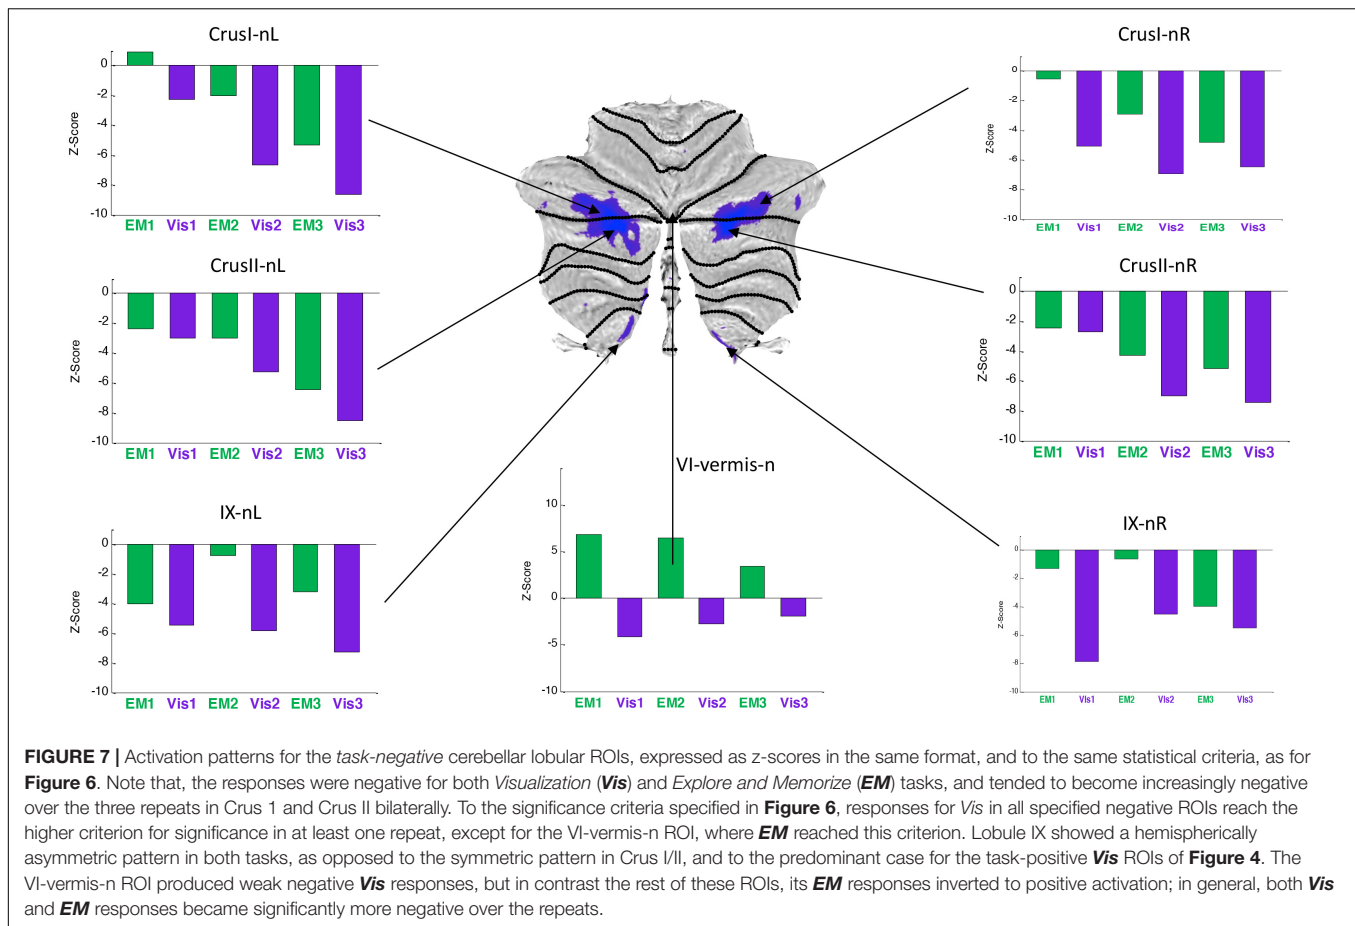 CrusI-nL
0
-2
-4
-6
-8
-10
Z-Score
EM1 Vis1 EM2 Vis2 EM3 Vis3
CrusI-nR
0
-2
-4
-6
-8
-10
Z-Score
EM1 Vis1 EM2 Vis2 EM3 Vis3
CrusII-nL
0
-2
-4
-6
-8
-10
Z-Score
EM1 Vis1 EM2 Vis2 EM3 Vis3
CrusII-nR
0
-2
-4
-6
-8
-10
Z-Score
EM1 Vis1 EM2 Vis2 EM3 Vis3
IX-nL
0
-2
-4
-6
-8
-10
Z-Score
EM1 Vis1 EM2 Vis2 EM3 Vis3
VI-vermis-n
10
5
0
-5
-10
Z-Score
EM1 Vis1 EM2 Vis2 EM3 Vis3
IX-nR
0
-2
-4
-6
-8
-10
Z-Score
EM1 Vis1 EM2 Vis2 EM3 Vis3
FIGURE 7 | Activation patterns for the task-negative cerebellar lobular ROIs, expressed as z-scores in the same format, and to the same statistical criteria, as for
Figure 6. Note that, the responses were negative for both Visualization (Vis) and Explore and Memorize (EM) tasks, and tended to become increasingly negative
over the three repeats in Crus 1 and Crus II bilaterally. To the significance criteria specified in Figure 6, responses for Vis in all specified negative ROIs reach the
higher criterion for significance in at least one repeat, except for the VI-vermis-n ROI, where EM reached this criterion. Lobule IX showed a hemispherically
asymmetric pattern in both tasks, as opposed to the symmetric pattern in Crus I/II, and to the predominant case for the task-positive Vis ROIs of Figure 4. The
VI-vermis-n ROI produced weak negative Vis responses, but in contrast the rest of these ROIs, its EM responses inverted to positive activation; in general, both Vis
and EM responses became significantly more negative over the repeats.